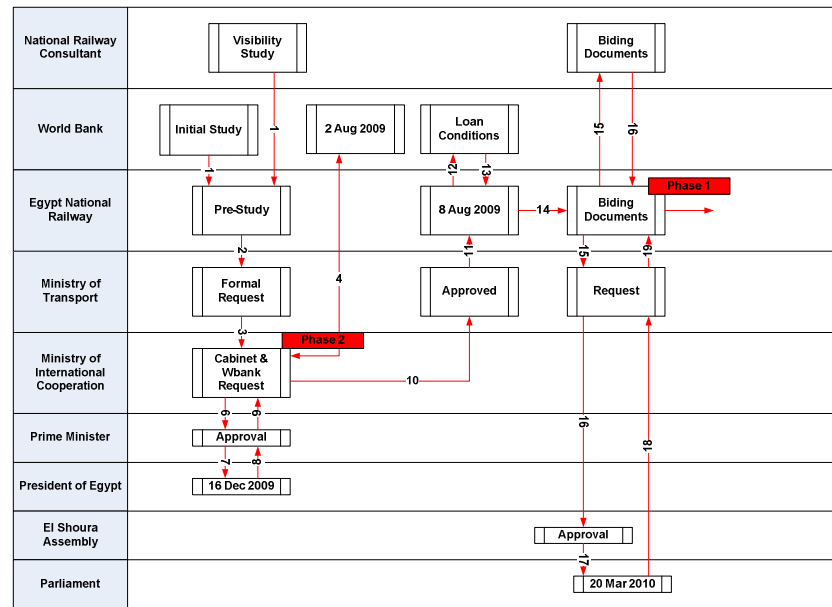 National Railway
Consultant
Visibility
Study
Biding
Documents
World Bank
Initial Study
1
1
2 Aug 2009
Loan
Conditions
12
13
15
16
Egypt National
Railway
Pre-Study
8 Aug 2009
14
Biding
Documents
Phase 1
2
4
11
15
19
Ministry of
Transport
Formal
Request
Approved
Request
3
Ministry of
International
Cooperation
Cabinet &
Wbank
Request
Phase 2
10
6
9
16
18
Prime Minister
Approval
7
8
President of Egypt
16 Dec 2009
El Shoura
Assembly
Approval
17
Parliament
20 Mar 2010